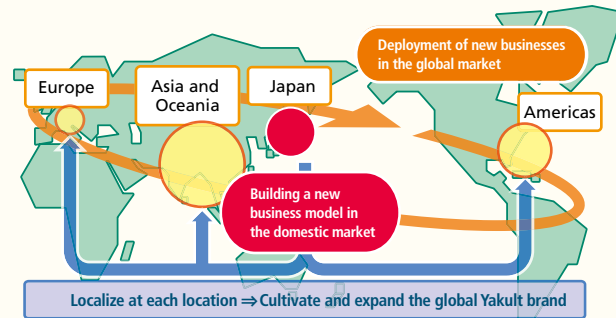 Deployment of new businesses
in the global market
Europe
Asia and
Oceania
Japan
Americas
Building a new
business model in
the domestic market
Localize at each location ⇒ Cultivate and expand the global Yakult brand